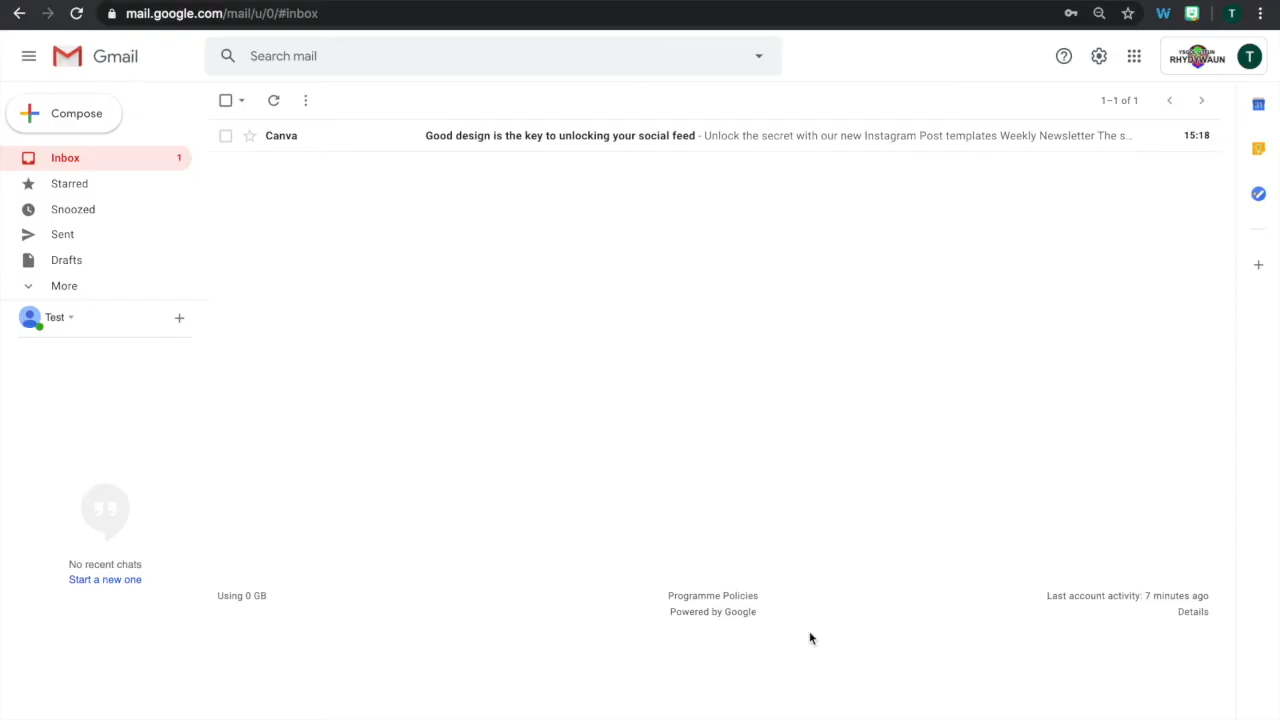 mail.google.com/mail/u/0/#inbox
W
T
Gmail
Search mail
RHYDYWAUN
T
Compose
1–1 of 1
Canva
Good design is the key to unlocking your social feed - Unlock the secret with our new Instagram Post templates Weekly Newsletter The s...
15:18
Inbox
1
Starred
Snoozed
Sent
Drafts
More
Test
31
No recent chats
Start a new one
Using 0 GB
Programme Policies
Powered by Google
Last account activity: 7 minutes ago
Details